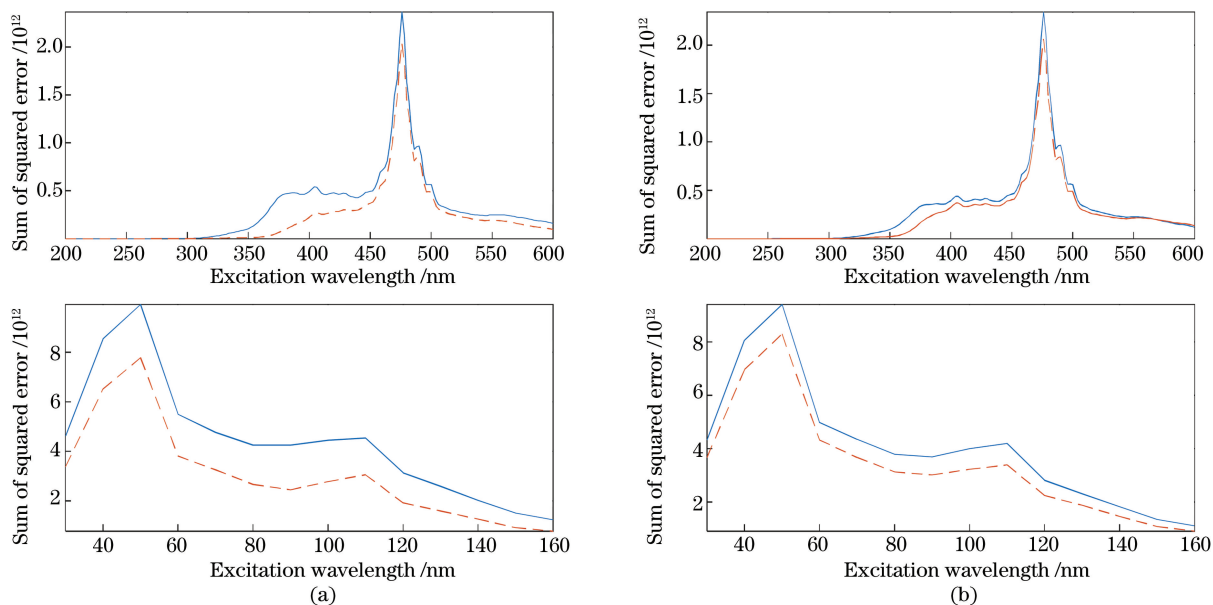 Sum of squared error /10¹²
2.0
1.5
1.0
0.5
200 250 300 350 400 450 500 550 600
Excitation wavelength /nm
Sum of squared error /10¹²
2.0
1.5
1.0
0.5
200 250 300 350 400 450 500 550 600
Excitation wavelength /nm
Sum of squared error /10¹²
8
6
4
2
40 60 80 100 120 140 160
Excitation wavelength /nm
(a)
Sum of squared error /10¹²
8
6
4
2
40 60 80 100 120 140 160
Excitation wavelength /nm
(b)